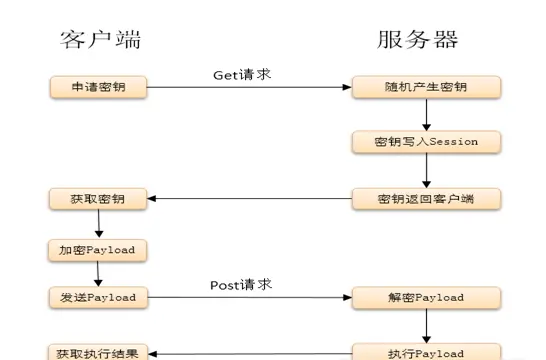 客户端 服务器
申请密钥 Get请求 随机产生密钥
密钥写入Session
获取密钥 密钥返回客户端
加密Payload
发送Payload Post请求 解密Payload
获取执行结果 执行Payload